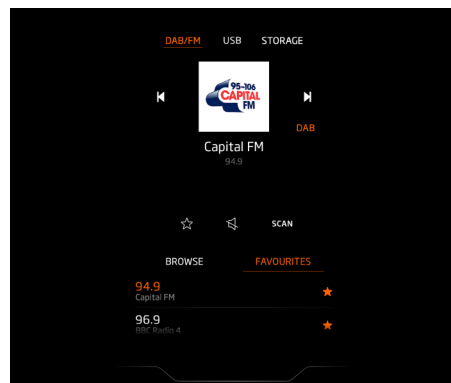 DAB/FM USB STORAGE
95-106
CAPITAL
FM
DAB
Capital FM
94.9
SCAN
BROWSE FAVOURITES
94.9
Capital FM
96.9
BBC Radio 4